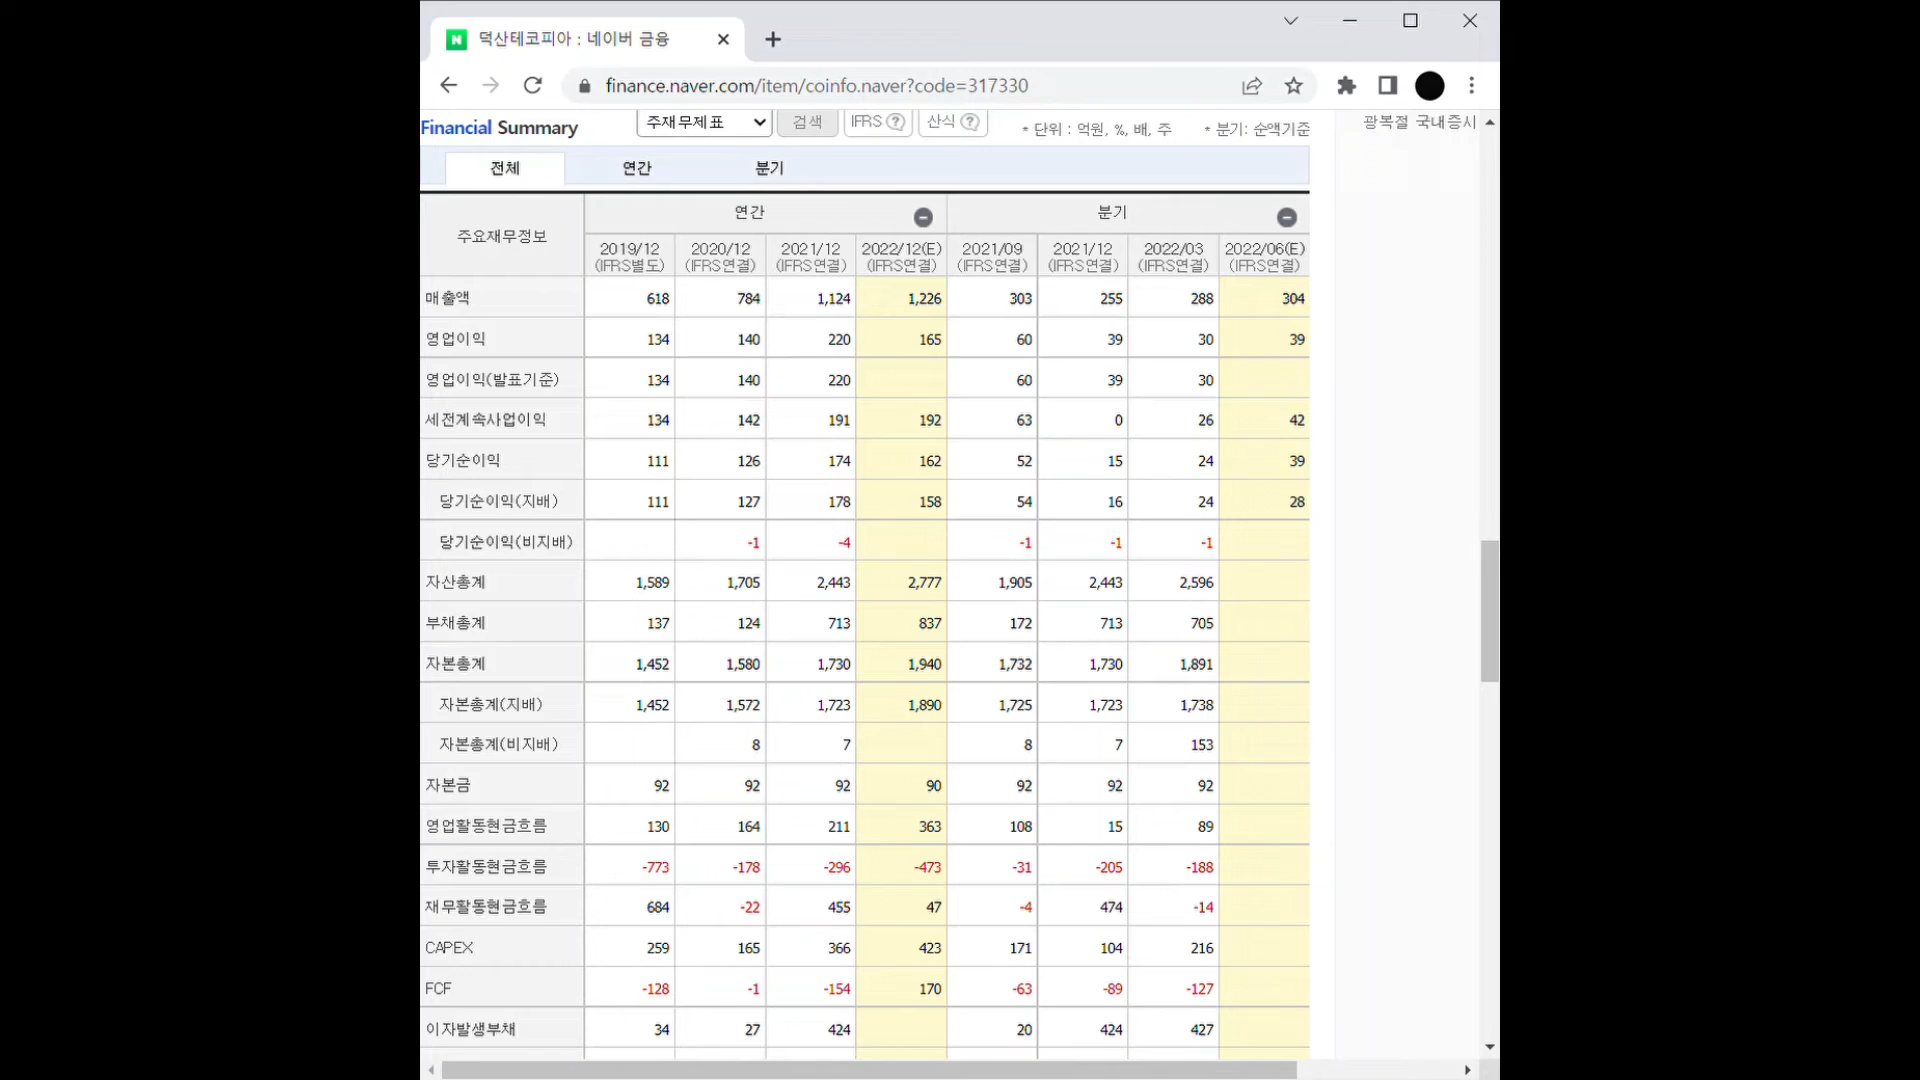 덕산테코피아 : 네이버 금융
finance.naver.com/item/coinfo.naver?code=317330
Financial Summary 주재무제표 검색 IFRS ? 산식 ? * 단위 : 억원, %, 배, 주 * 분기: 순액기준 광복절 국내증시
전체 연간 분기
주요재무정보 연간 분기
2019/12 2020/12 2021/12 2022/12(E) 2021/09 2021/12 2022/03 2022/06(E)
(IFRS별도) (IFRS연결) (IFRS연결) (IFRS연결) (IFRS연결) (IFRS연결) (IFRS연결) (IFRS연결)
매출액 618 784 1,124 1,226 303 255 288 304
영업이익 134 140 220 165 60 39 30 39
영업이익(발표기준) 134 140 220 60 39 30
세전계속사업이익 134 142 191 192 63 0 26 42
당기순이익 111 126 174 162 52 15 24 39
당기순이익(지배) 111 127 178 158 54 16 24 28
당기순이익(비지배) -1 -4 -1 -1 -1
자산총계 1,589 1,705 2,443 2,777 1,905 2,443 2,596
부채총계 137 124 713 837 172 713 705
자본총계 1,452 1,580 1,730 1,940 1,732 1,730 1,891
자본총계(지배) 1,452 1,572 1,723 1,890 1,725 1,723 1,738
자본총계(비지배) 8 7 8 7 153
자본금 92 92 92 90 92 92 92
영업활동현금흐름 130 164 211 363 108 15 89
투자활동현금흐름 -773 -178 -296 -473 -31 -205 -188
재무활동현금흐름 684 -22 455 47 -4 474 -14
CAPEX 259 165 366 423 171 104 216
FCF -128 -1 -154 170 -63 -89 -127
이자발생부채 34 27 424 20 424 427